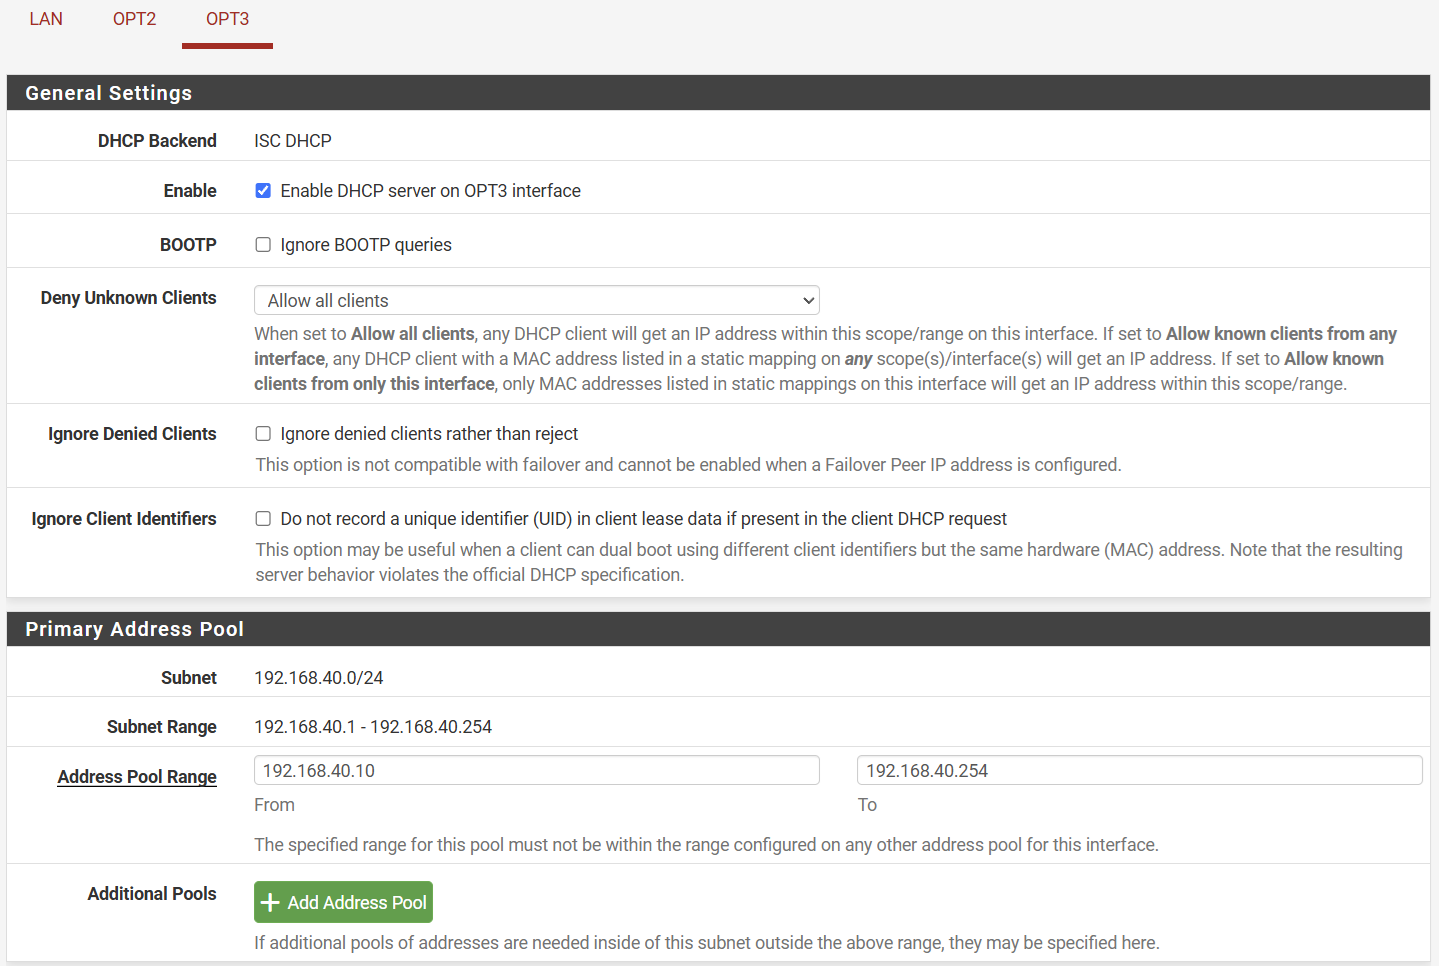 LAN OPT2 OPT3
General Settings
DHCP Backend ISC DHCP
Enable Enable DHCP server on OPT3 interface
BOOTP Ignore BOOTP queries
Deny Unknown Clients Allow all clients
When set to Allow all clients, any DHCP client will get an IP address within this scope/range on this interface. If set to Allow known clients from any
interface, any DHCP client with a MAC address listed in a static mapping on any scope(s)/interface(s) will get an IP address. If set to Allow known
clients from only this interface, only MAC addresses listed in static mappings on this interface will get an IP address within this scope/range.
Ignore Denied Clients Ignore denied clients rather than reject
This option is not compatible with failover and cannot be enabled when a Failover Peer IP address is configured.
Ignore Client Identifiers Do not record a unique identifier (UID) in client lease data if present in the client DHCP request
This option may be useful when a client can dual boot using different client identifiers but the same hardware (MAC) address. Note that the resulting
server behavior violates the official DHCP specification.
Primary Address Pool
Subnet 192.168.40.0/24
Subnet Range 192.168.40.1 - 192.168.40.254
Address Pool Range 192.168.40.10 192.168.40.254
From To
The specified range for this pool must not be within the range configured on any other address pool for this interface.
Additional Pools + Add Address Pool
If additional pools of addresses are needed inside of this subnet outside the above range, they may be specified here.